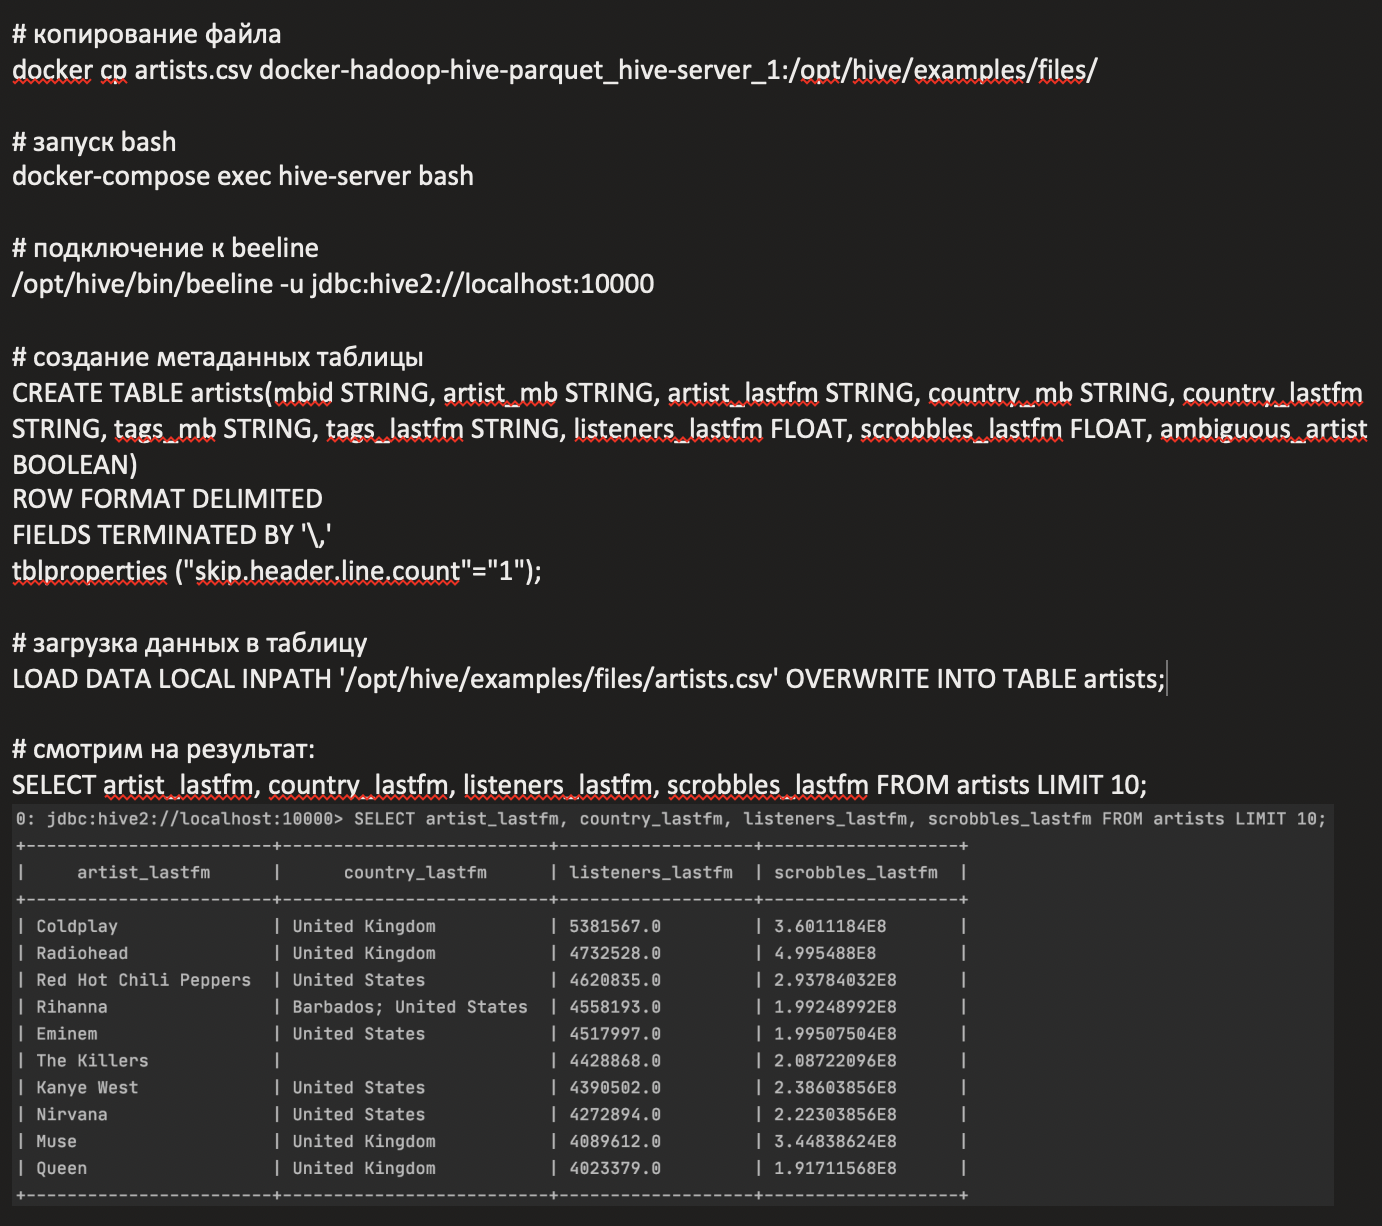 # копирование файла
docker cp artists.csv docker-hadoop-hive-parquet_hive-server_1:/opt/hive/examples/files/
# запуск bash
docker-compose exec hive-server bash
# подключение к beeline
/opt/hive/bin/beeline -u jdbc:hive2://localhost:10000
# создание метаданных таблицы
CREATE TABLE artists(mbid STRING, artist_mb STRING, artist_lastfm STRING, country_mb STRING, country_lastfm
STRING, tags_mb STRING, tags_lastfm STRING, listeners_lastfm FLOAT, scrobbles_lastfm FLOAT, ambiguous_artist
BOOLEAN)
ROW FORMAT DELIMITED
FIELDS TERMINATED BY '\,'
tblproperties ("skip.header.line.count"="1");
# загрузка данных в таблицу
LOAD DATA LOCAL INPATH '/opt/hive/examples/files/artists.csv' OVERWRITE INTO TABLE artists;
# смотрим на результат:
SELECT artist_lastfm, country_lastfm, listeners_lastfm, scrobbles_lastfm FROM artists LIMIT 10;
0: jdbc:hive2://localhost:10000> SELECT artist_lastfm, country_lastfm, listeners_lastfm, scrobbles_lastfm FROM artists LIMIT 10;
+-------------------------+--------------------------+-------------------+-------------------+
| artist_lastfm | country_lastfm | listeners_lastfm | scrobbles_lastfm |
+-------------------------+--------------------------+-------------------+-------------------+
| Coldplay | United Kingdom | 5381567.0 | 3.6011184E8 |
| Radiohead | United Kingdom | 4732528.0 | 4.995488E8 |
| Red Hot Chili Peppers | United States | 4620835.0 | 2.93784032E8 |
| Rihanna | Barbados; United States | 4558193.0 | 1.99248992E8 |
| Eminem | United States | 4517997.0 | 1.99507504E8 |
| The Killers | | 4428868.0 | 2.08722096E8 |
| Kanye West | United States | 4390502.0 | 2.38603856E8 |
| Nirvana | United States | 4272894.0 | 2.22303856E8 |
| Muse | United Kingdom | 4089612.0 | 3.44838624E8 |
| Queen | United Kingdom | 4023379.0 | 1.91711568E8 |
+-------------------------+--------------------------+-------------------+-------------------+